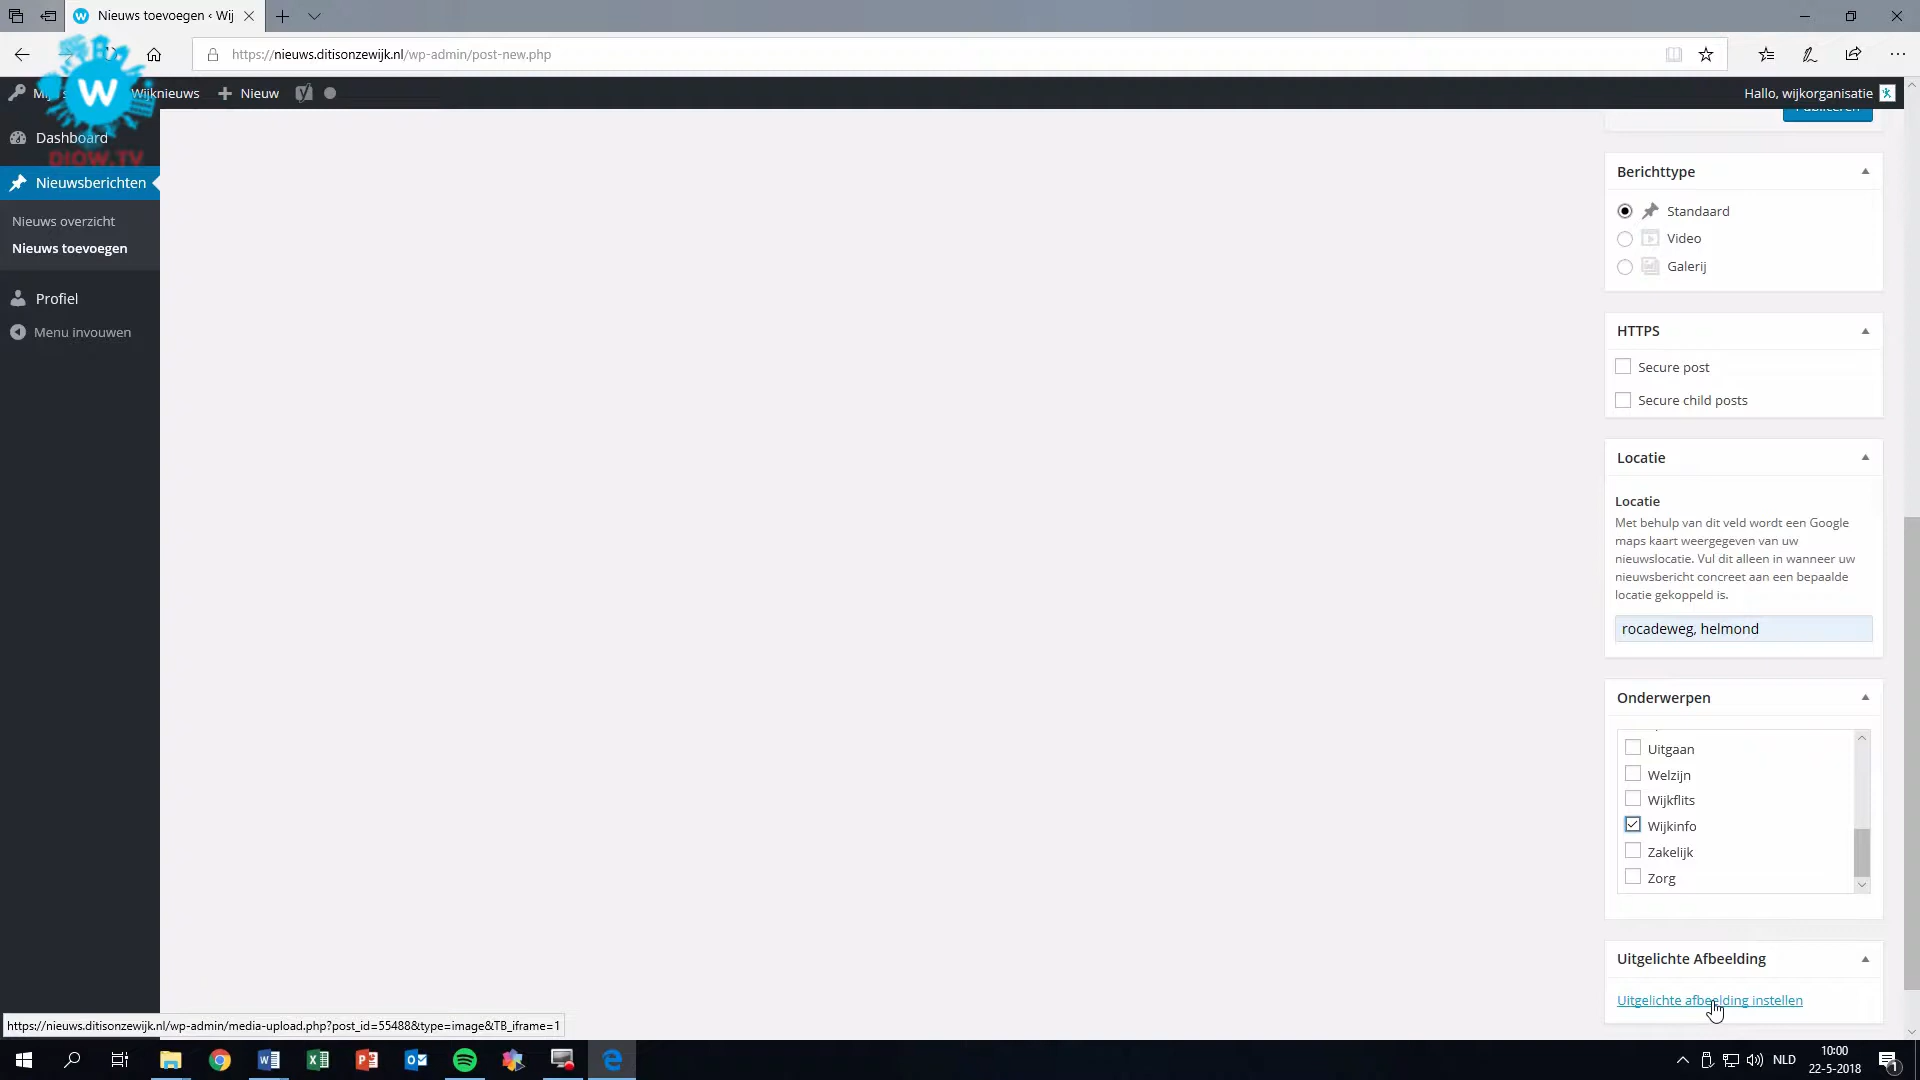 Nieuws toevoegen ‹ Wij
https://nieuws.ditisonzewijk.nl/wp-admin/post-new.php
Wijknieuws
Nieuw
Hallo, wijkorganisatie
W
DIOW.TV
Dashboard
Nieuwsberichten
Nieuws overzicht
Nieuws toevoegen
Profiel
Menu invouwen
Publiceren
Berichttype
Standaard
Video
Galerij
HTTPS
Secure post
Secure child posts
Locatie
Locatie
Met behulp van dit veld wordt een Google
maps kaart weergegeven van uw
nieuwslocatie. Vul dit alleen in wanneer uw
nieuwsbericht concreet aan een bepaalde
locatie gekoppeld is.
rocadeweg, helmond
Onderwerpen
Uitgaan
Welzijn
Wijkflits
Wijkinfo
Zakelijk
Zorg
Uitgelichte Afbeelding
Uitgelichte afbeelding instellen
https://nieuws.ditisonzewijk.nl/wp-admin/media-upload.php?post_id=55488&type=image&TB_iframe=1
NLD
10:00
22-5-2018
1